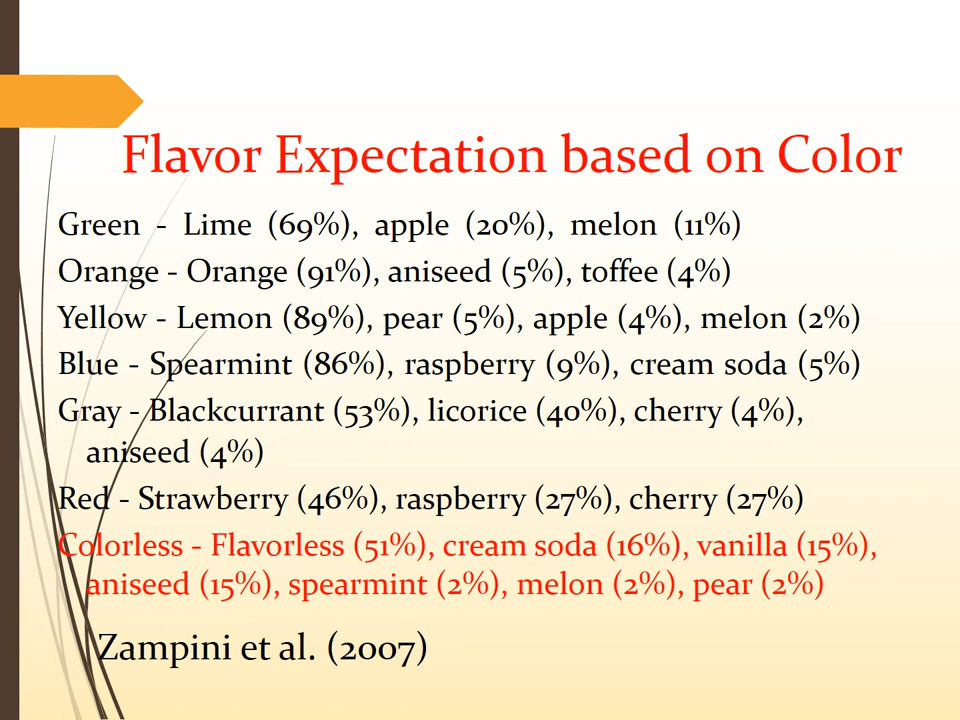 Flavor Expectation based on Color
Green - Lime (69%), apple (20%), melon (11%)
Orange - Orange (91%), aniseed (5%), toffee (4%)
Yellow - Lemon (89%), pear (5%), apple (4%), melon (2%)
Blue - Spearmint (86%), raspberry (9%), cream soda (5%)
Gray - Blackcurrant (53%), licorice (40%), cherry (4%),
aniseed (4%)
Red - Strawberry (46%), raspberry (27%), cherry (27%)
Colorless - Flavorless (51%), cream soda (16%), vanilla (15%),
aniseed (15%), spearmint (2%), melon (2%), pear (2%)
Zampini et al. (2007)